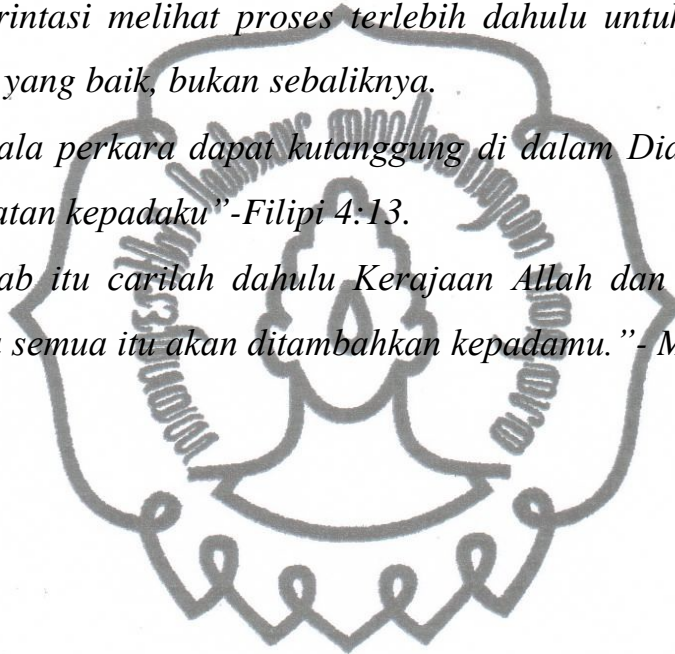 rintasi melihat proses terlebih dahulu untuk
yang baik, bukan sebaliknya.
ala perkara dapat kutanggung di dalam Dia
atan kepadaku”-Filipi 4:13.
ab itu carilah dahulu Kerajaan Allah dan
semua itu akan ditambahkan kepadamu.”- M